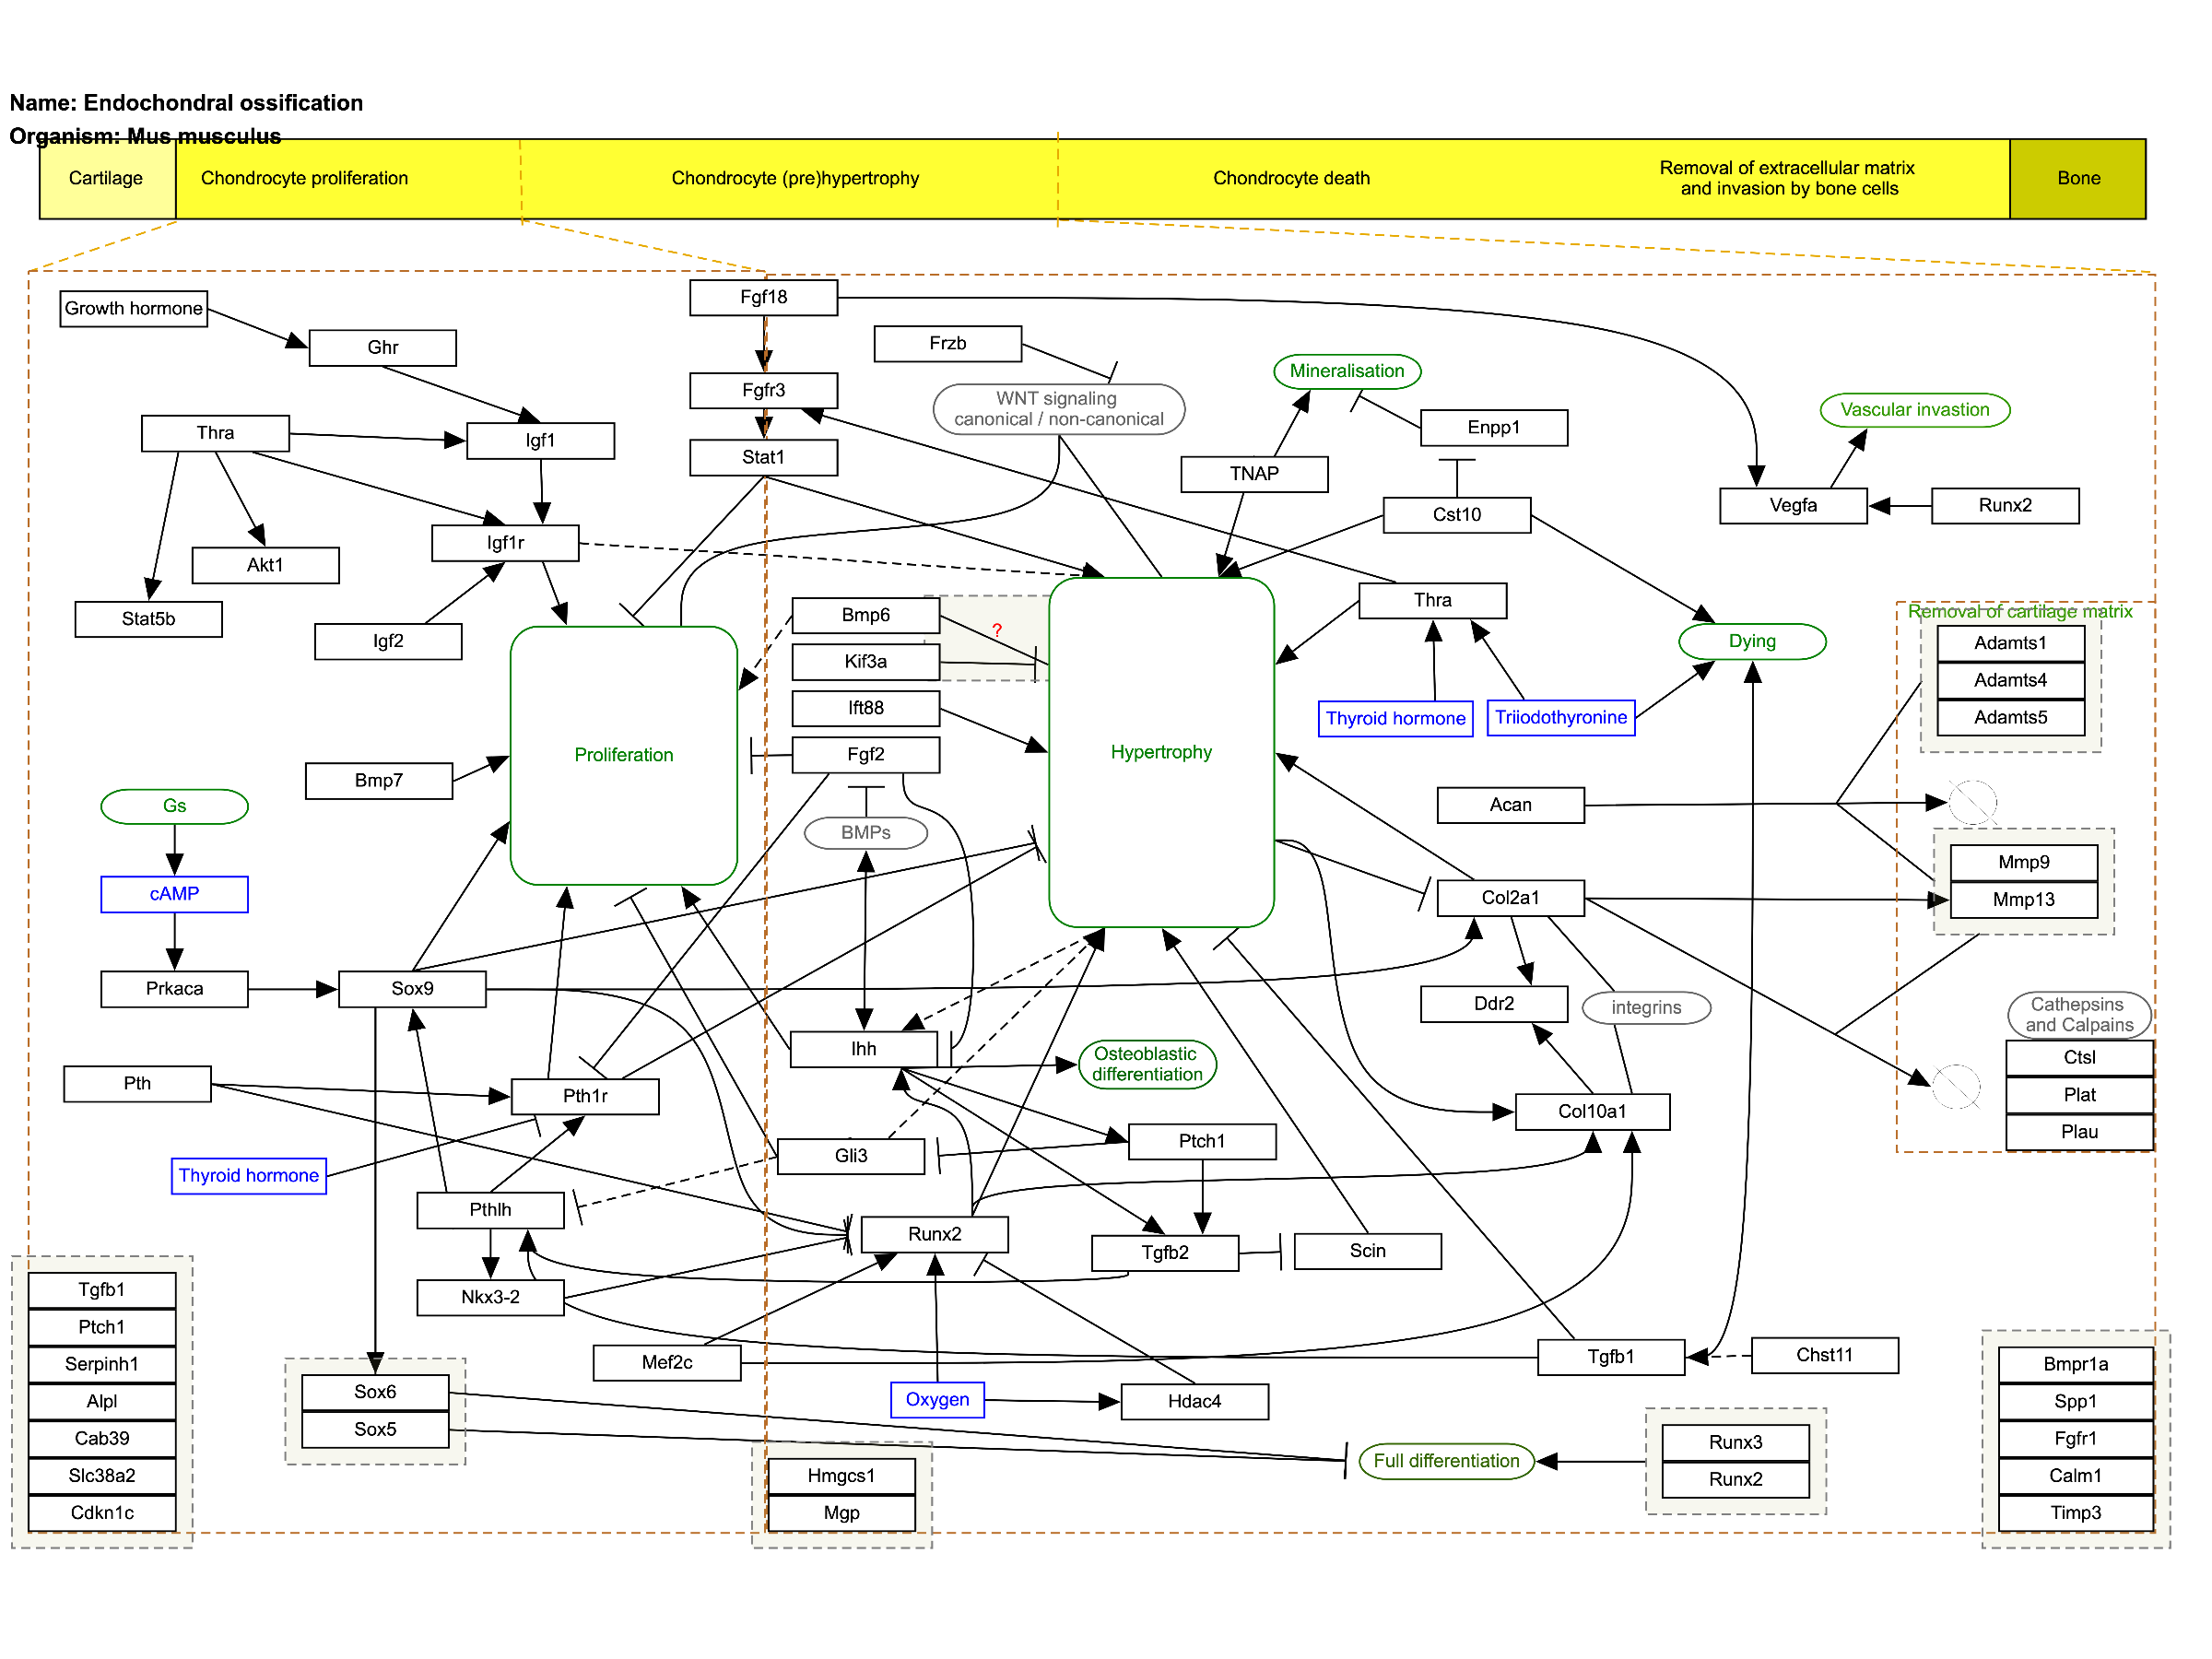 Name: Endochondral ossification
Organism: Mus musculus
Cartilage
Chondrocyte proliferation
Chondrocyte (pre)hypertrophy
Chondrocyte death
Removal of extracellular matrix
and invasion by bone cells
Bone
Growth hormone
Ghr
Thra
Igf1
Igf1r
Akt1
Stat5b
Igf2
Fgf18
Fgfr3
Stat1
Frzb
WNT signaling
canonical / non-canonical
Mineralisation
Enpp1
TNAP
Cst10
Vascular invastion
Vegfa
Runx2
Bmp6
?
Kif3a
Ift88
Fgf2
BMPs
Proliferation
Hypertrophy
Thra
Thyroid hormone
Triiodothyronine
Dying
Removal of cartilage matrix
Adamts1
Adamts4
Adamts5
Bmp7
Gs
cAMP
Prkaca
Sox9
Acan
Mmp9
Mmp13
Col2a1
Ddr2
integrins
Cathepsins
and Calpains
Ctsl
Plat
Plau
Col10a1
Ihh
Osteoblastic
differentiation
Pth
Pth1r
Thyroid hormone
Gli3
Ptch1
Pthlh
Runx2
Tgfb2
Scin
Nkx3-2
Mef2c
Oxygen
Hdac4
Tgfb1
Chst11
Tgfb1
Ptch1
Serpinh1
Alpl
Cab39
Slc38a2
Cdkn1c
Sox6
Sox5
Hmgcs1
Mgp
Full differentiation
Runx3
Runx2
Bmpr1a
Spp1
Fgfr1
Calm1
Timp3